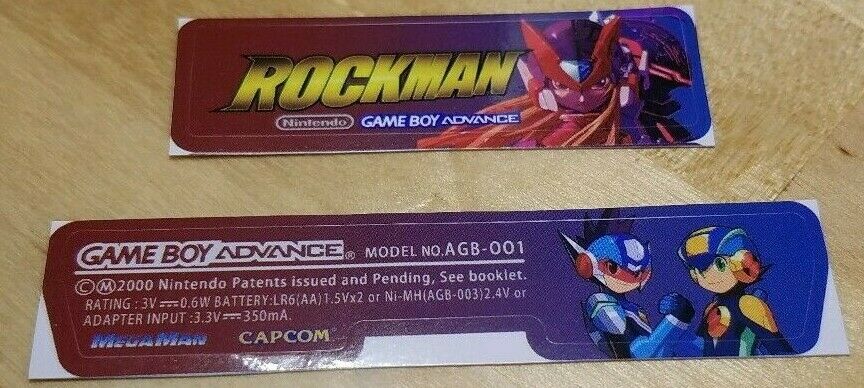 ROCKMAN
Nintendo GAME BOY ADVANCE
GAME BOY ADVANCE® MODEL NO.AGB-001
©Ⓜ2000 Nintendo Patents issued and Pending, See booklet.
RATING : 3V⎓0.6W BATTERY:LR6(AA)1.5Vx2 or Ni-MH(AGB-003)2.4V or
ADAPTER INPUT :3.3V⎓350mA.
MEGAMAN CAPCOM